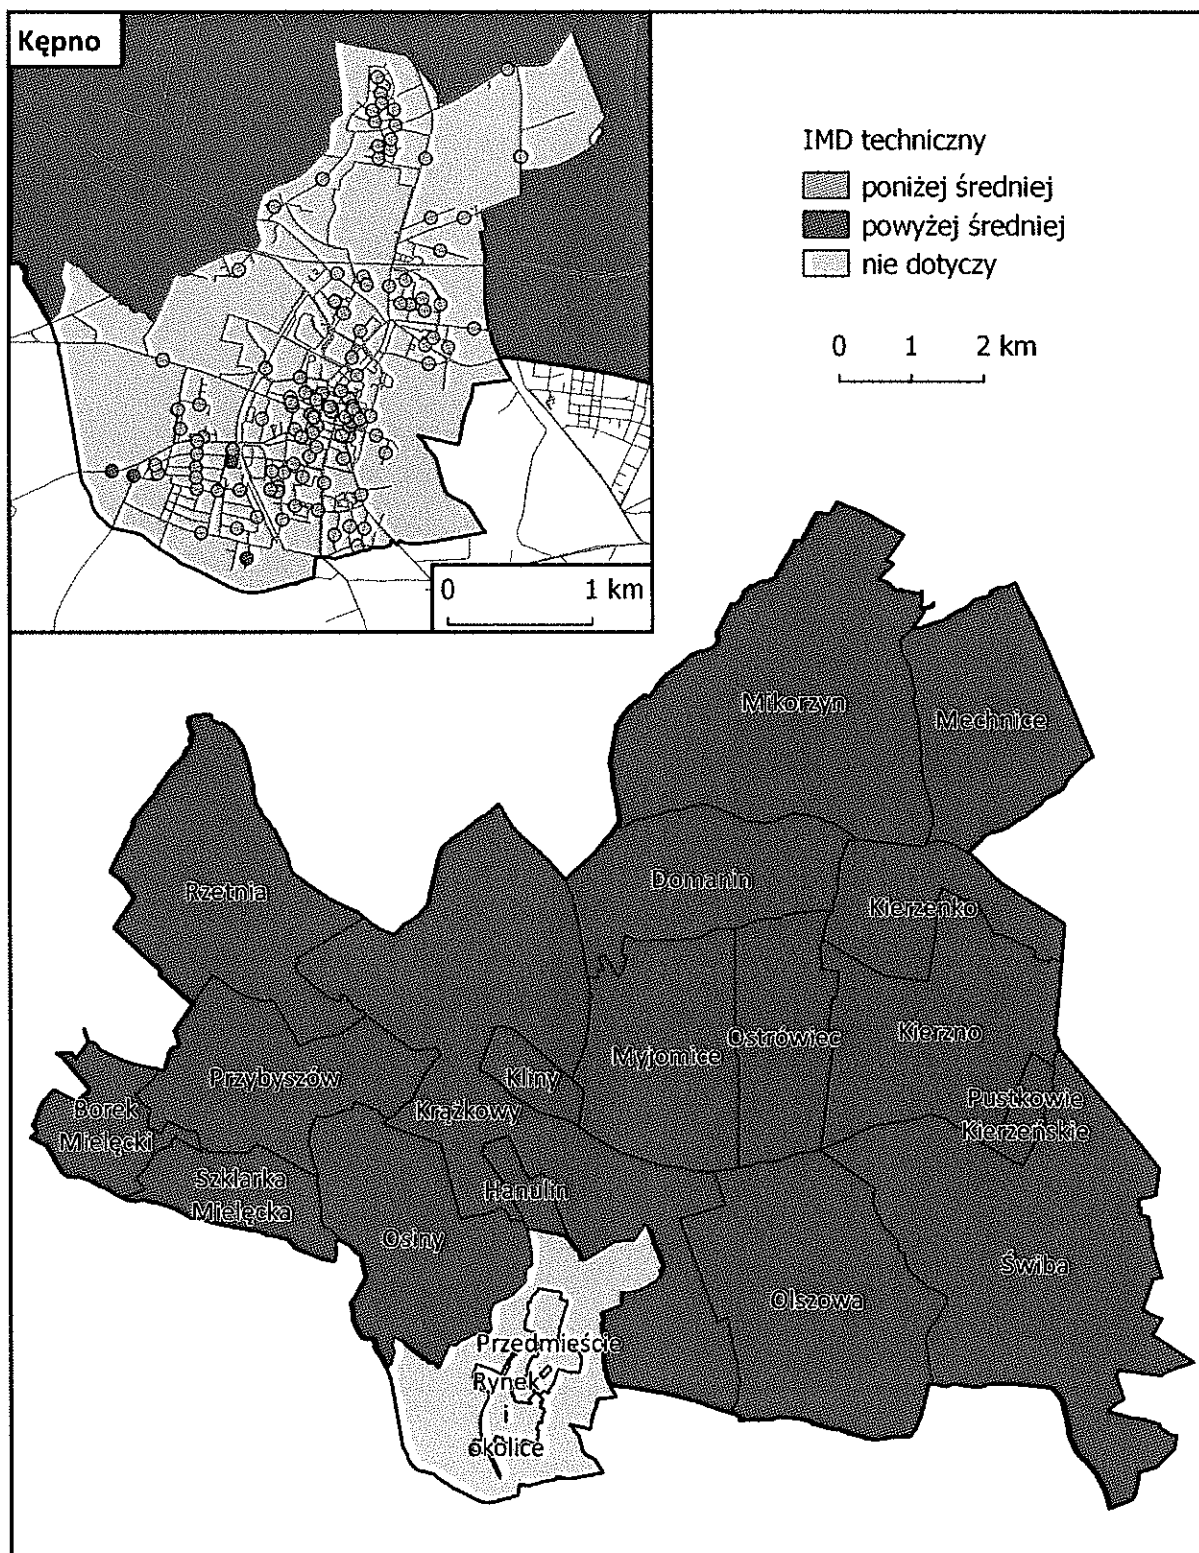 Kępno
IMD techniczny
poniżej średniej
powyżej średniej
nie dotyczy
0 1 2 km
0 1 km
Mikorzyn
Mechnice
Rzetnia
Domanin
Kierzenko
Ostrówiec
Kierzno
Myjomice
Przybyszów
Kliny
Krążkowy
Pustkowie
Kierzeńskie
Borek
Mielęcki
Szklarka
Mielęcka
Hanulin
Osiny
Świba
Olszowa
Przedmieście
Rynek
i
okolice